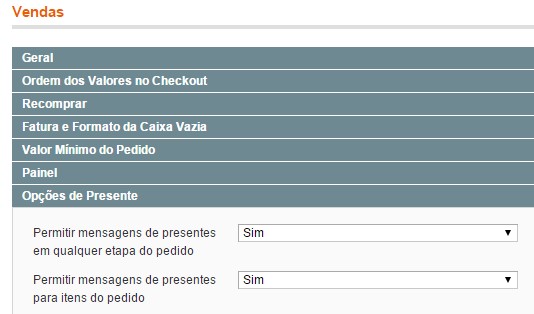 Vendas
Geral
Ordem dos Valores no Checkout
Recomprar
Fatura e Formato da Caixa Vazia
Valor Mínimo do Pedido
Painel
Opções de Presente
Permitir mensagens de presentes
em qualquer etapa do pedido
Sim
Permitir mensagens de presentes
para itens do pedido
Sim